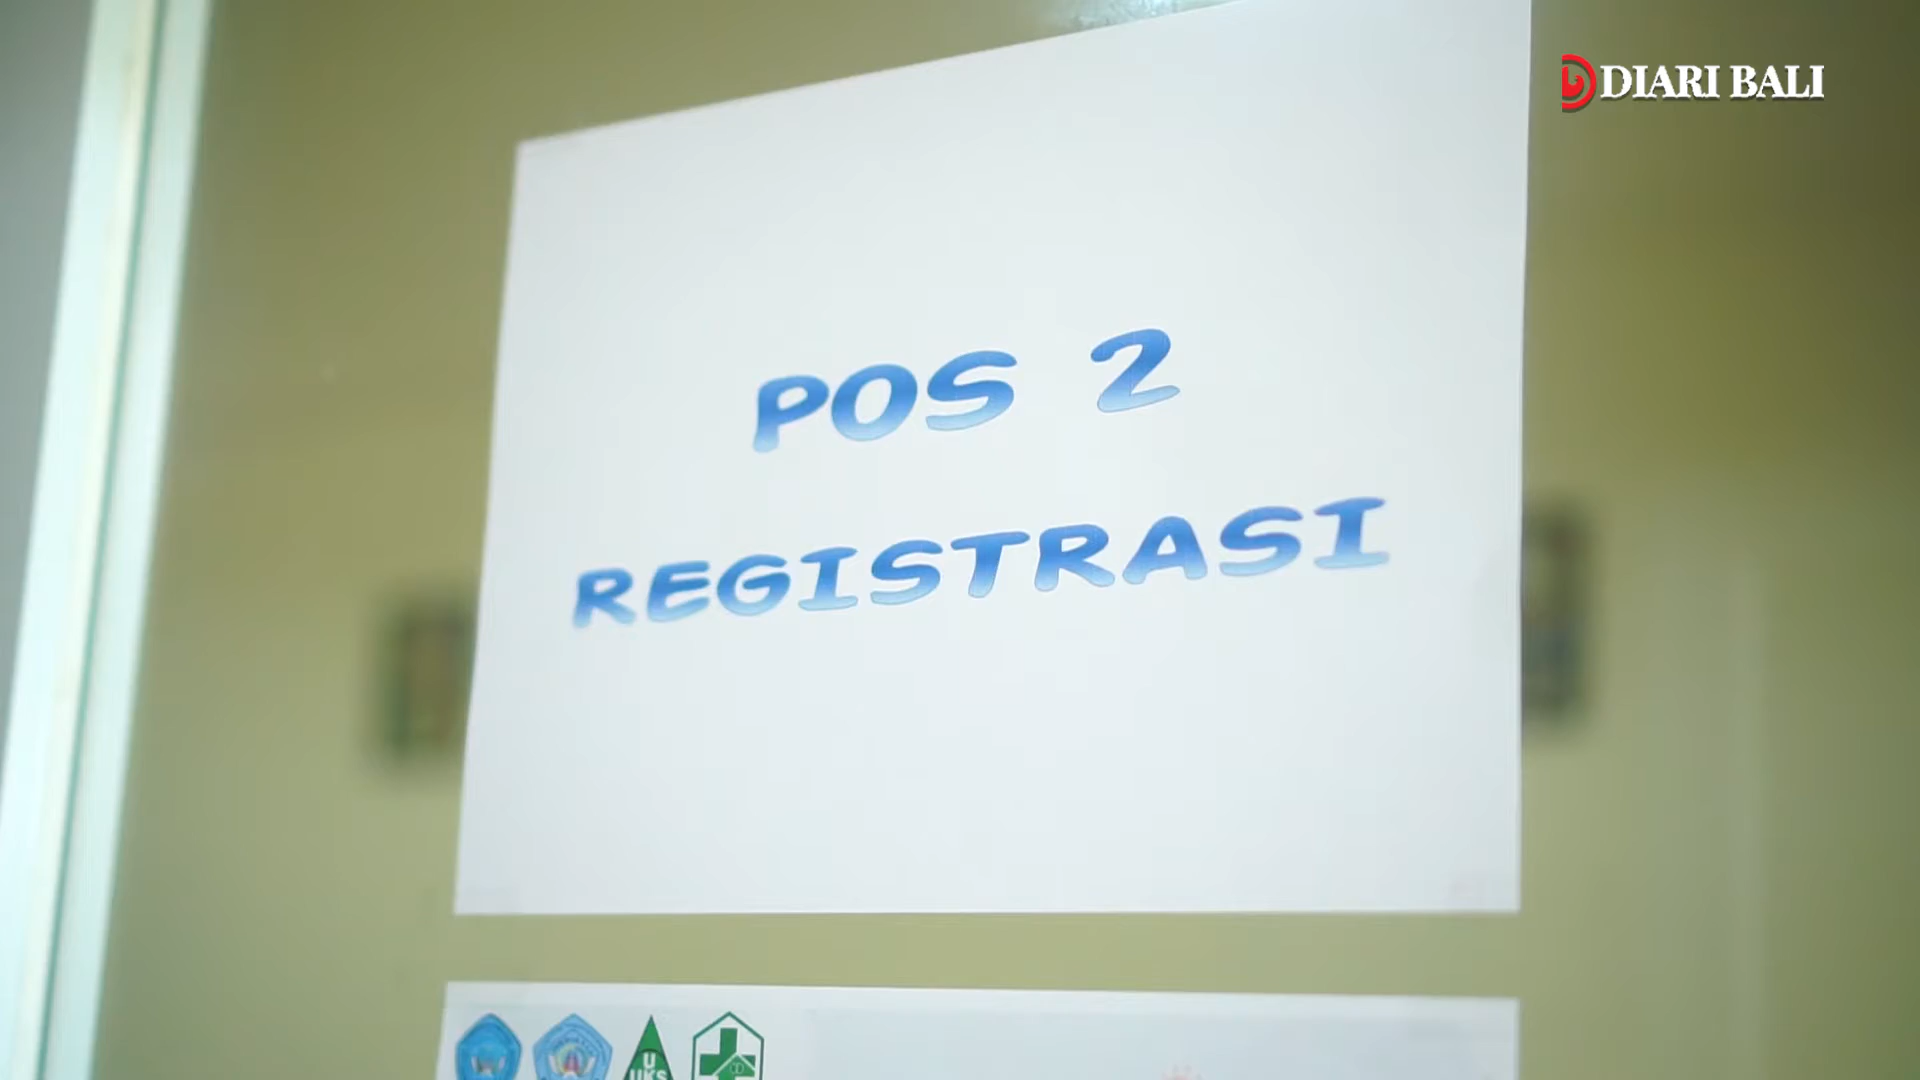 DIARI BALI
POS 2
REGISTRASI
U
UKS